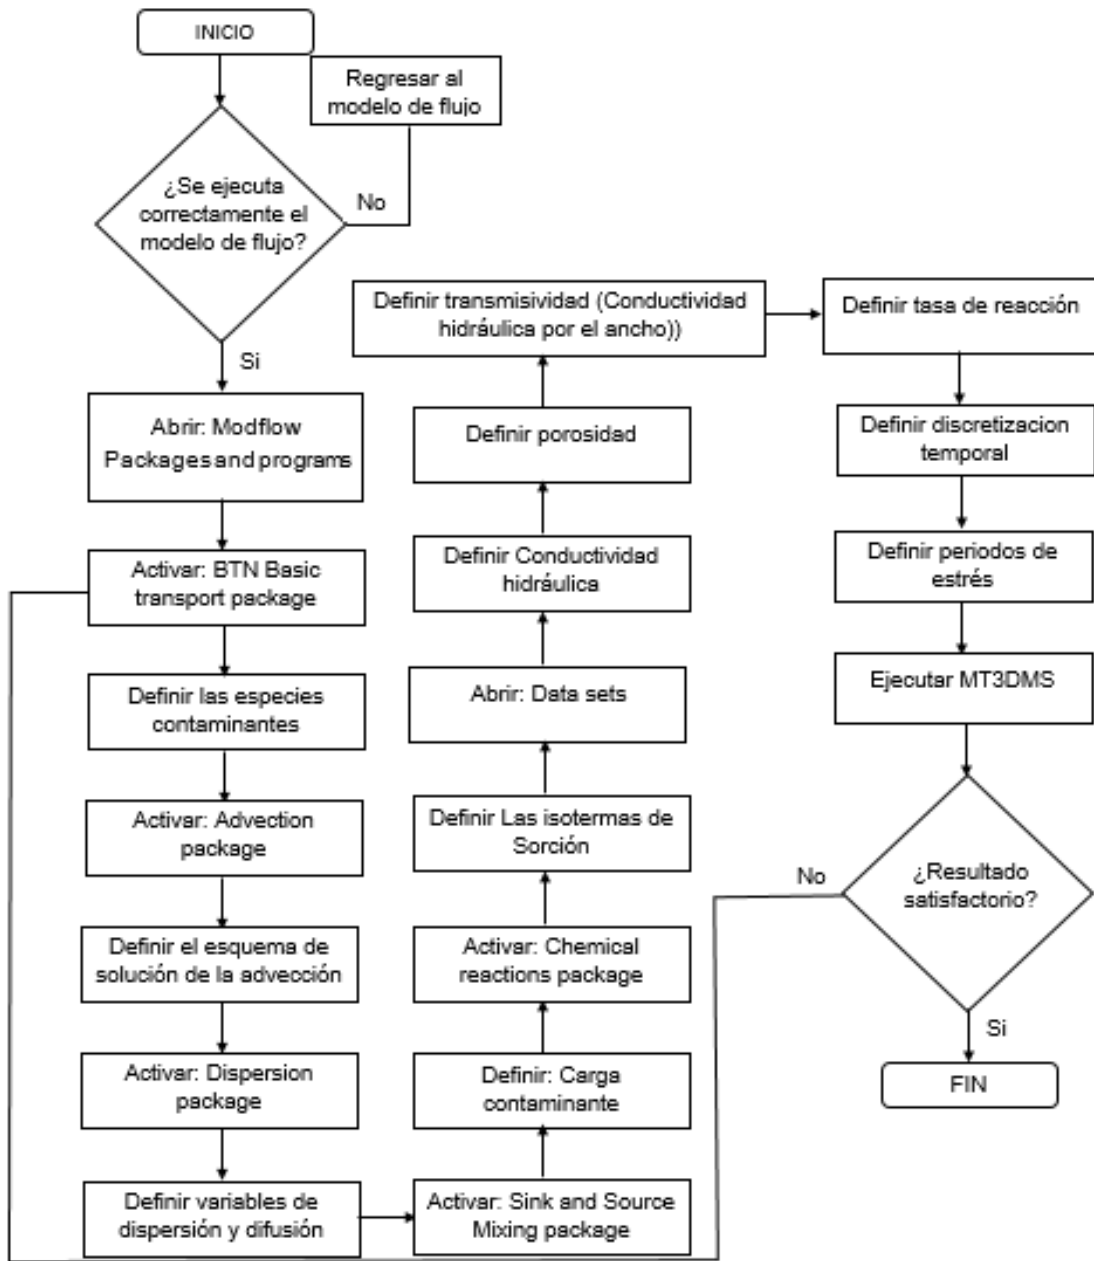 INICIO
Regresar al
modelo de flujo
¿Se ejecuta
correctamente el
modelo de flujo?
No
Si
Abrir: Modflow
Packages and programs
Activar: BTN Basic
transport package
Definir las especies
contaminantes
Activar: Advection
package
Definir el esquema de
solución de la advección
Activar: Dispersion
package
Definir variables de
dispersión y difusión
Activar: Sink and Source
Mixing package
Definir: Carga
contaminante
Activar: Chemical
reactions package
Definir Las isotermas de
Sorción
Abrir: Data sets
Definir Conductividad
hidráulica
Definir porosidad
Definir transmisividad (Conductividad
hidráulica por el ancho))
Definir tasa de reacción
Definir discretizacion
temporal
Definir periodos de
estrés
Ejecutar MT3DMS
¿Resultado
satisfactorio?
No
Si
FIN